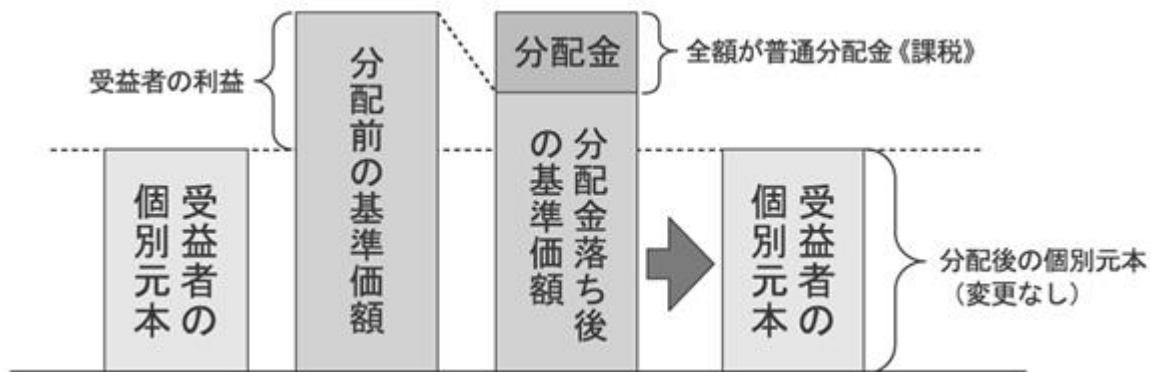 受益者の利益
受益者の
個別元本
分配前の基準価額
分配金
全額が普通分配金《課税》
分配金落ち後
の基準価額
受益者の
個別元本
分配後の個別元本
（変更なし）